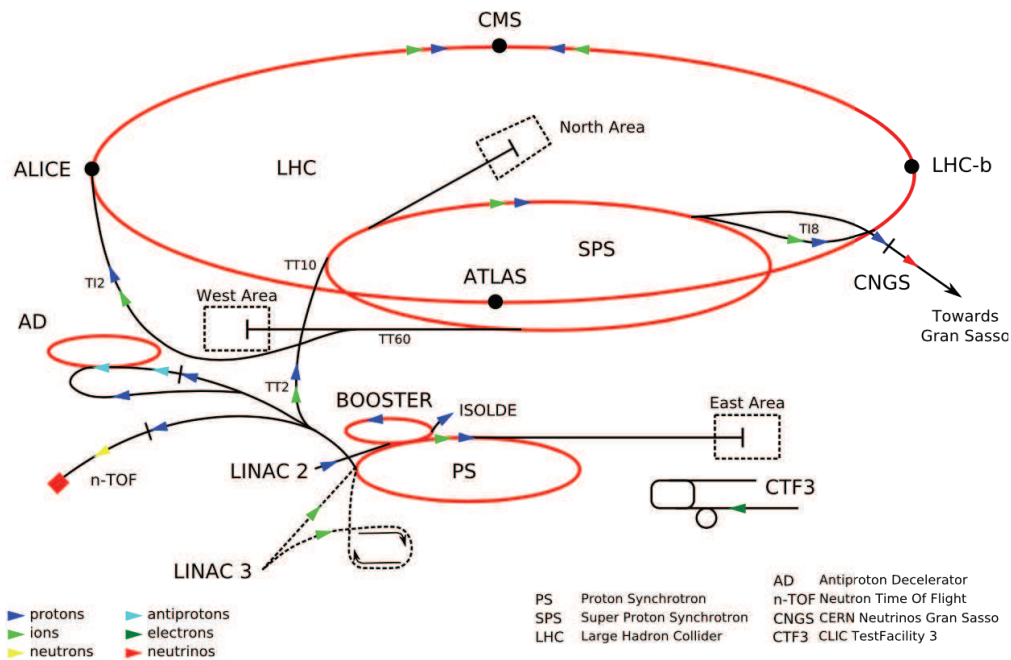 CMS
North Area
ALICE
LHC
LHC-b
SPS
TI8
TT10
ATLAS
CNGS
TI2
West Area
Towards
Gran Sasso
AD
TT60
TT2
BOOSTER
ISOLDE
East Area
LINAC 2
PS
n-TOF
CTF3
LINAC 3
protons
ions
neutrons
antiprotons
electrons
neutrinos
PS Proton Synchrotron
SPS Super Proton Synchrotron
LHC Large Hadron Collider
AD Antiproton Decelerator
n-TOF Neutron Time Of Flight
CNGS CERN Neutrinos Gran Sasso
CTF3 CLIC TestFacility 3